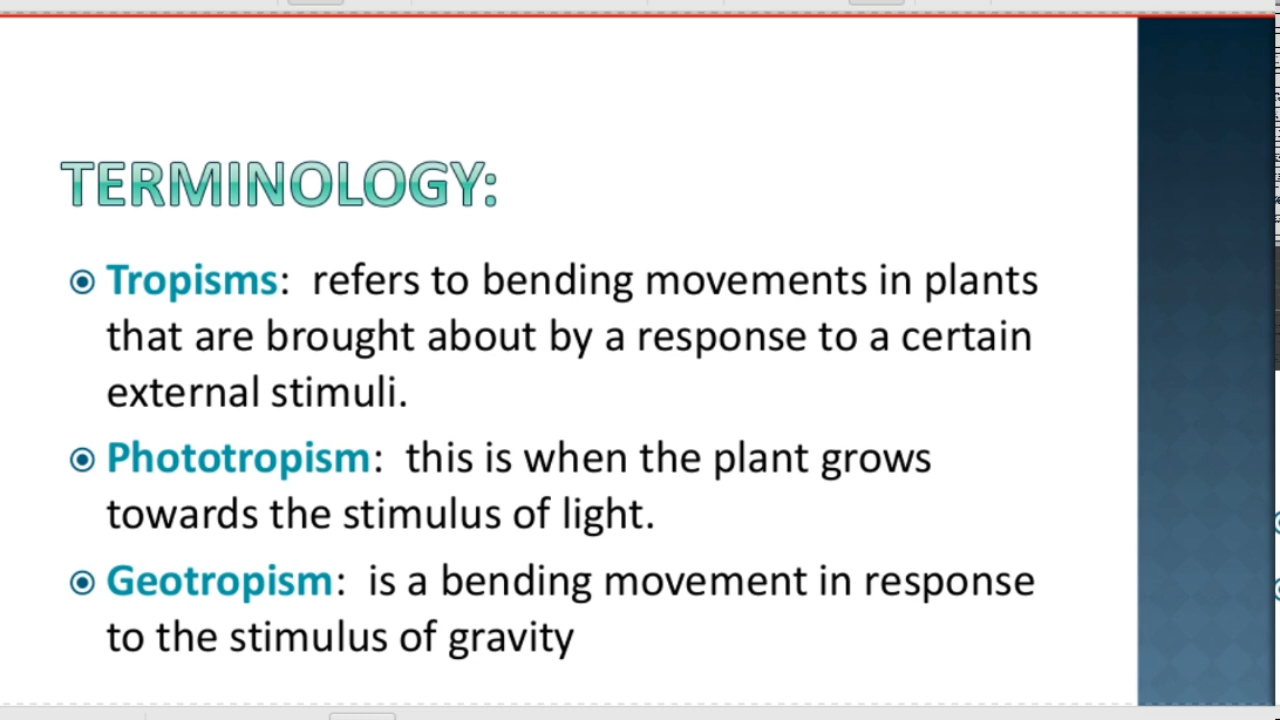 TERMINOLOGY:
Tropisms: refers to bending movements in plants
that are brought about by a response to a certain
external stimuli.
Phototropism: this is when the plant grows
towards the stimulus of light.
Geotropism: is a bending movement in response
to the stimulus of gravity